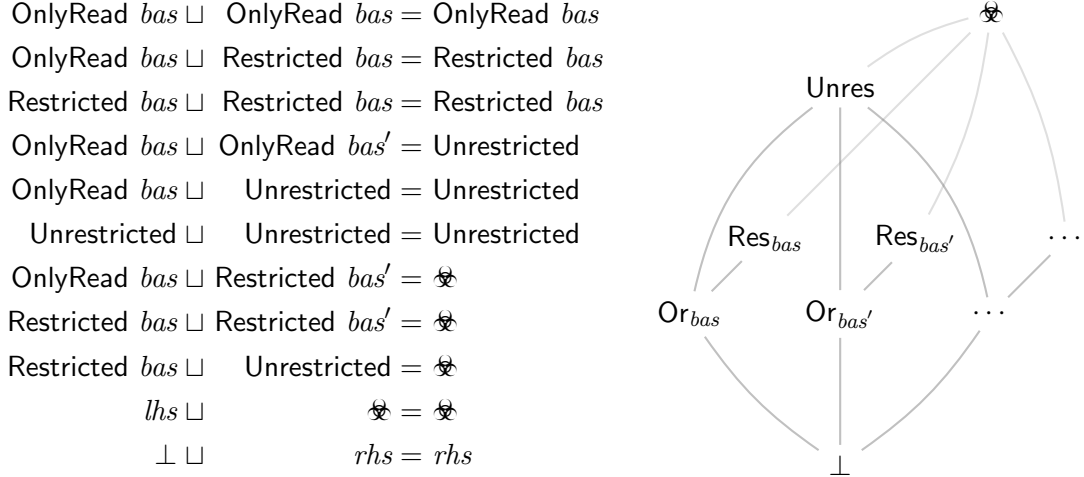 OnlyRead bas ⊔ OnlyRead bas = OnlyRead bas
OnlyRead bas ⊔ Restricted bas = Restricted bas
Restricted bas ⊔ Restricted bas = Restricted bas
OnlyRead bas ⊔ OnlyRead bas′ = Unrestricted
OnlyRead bas ⊔ Unrestricted = Unrestricted
Unrestricted ⊔ Unrestricted = Unrestricted
OnlyRead bas ⊔ Restricted bas′ = ☣
Restricted bas ⊔ Restricted bas′ = ☣
Restricted bas ⊔ Unrestricted = ☣
lhs ⊔ ☣ = ☣
⊥ ⊔ rhs = rhs
☣
Unres
Res_bas Res_bas′ ⋯
Or_bas Or_bas′ ⋯
⊥